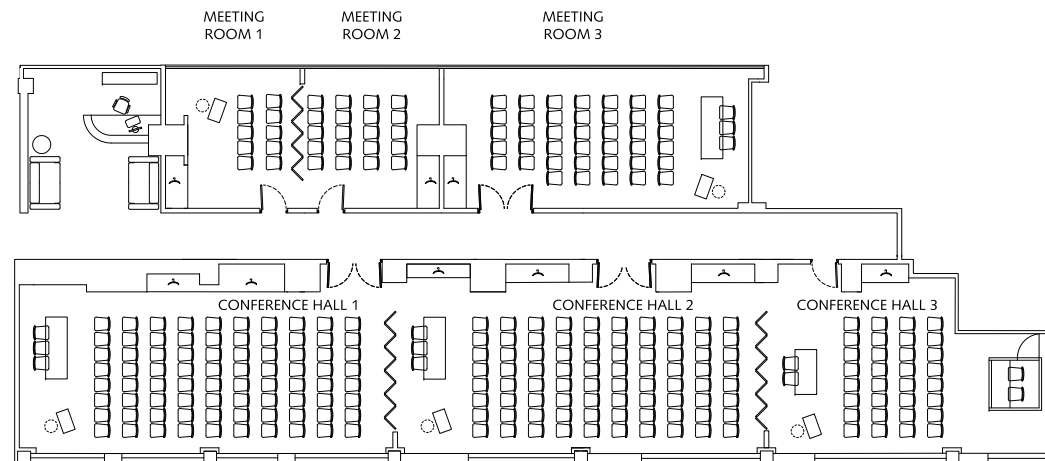 MEETING
ROOM 1
MEETING
ROOM 2
MEETING
ROOM 3
CONFERENCE HALL 1
CONFERENCE HALL 2
CONFERENCE HALL 3